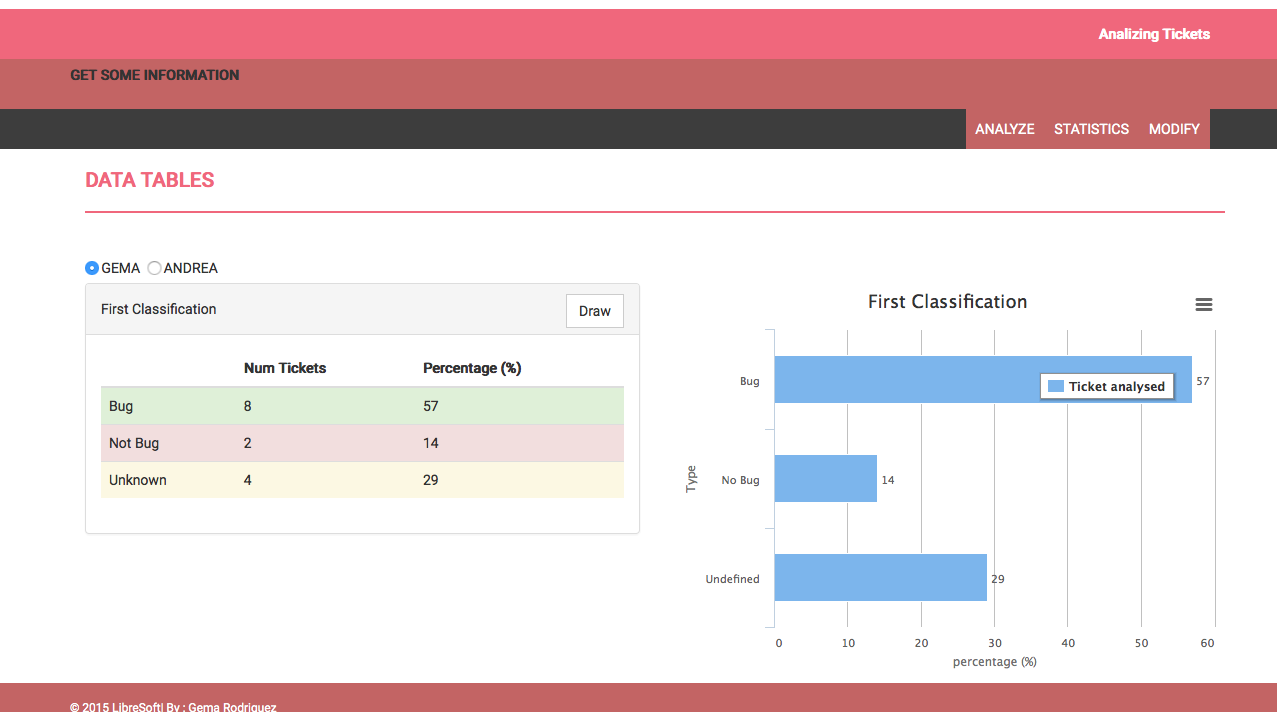 Analizing Tickets
GET SOME INFORMATION
ANALYZE STATISTICS MODIFY
DATA TABLES
GEMA ANDREA
First Classification Draw
Num Tickets Percentage (%)
Bug 8 57
Not Bug 2 14
Unknown 4 29
First Classification
Bug 57
Ticket analysed
Type
No Bug 14
Undefined 29
0 10 20 30 40 50 60
percentage (%)
© 2015 LibreSoft| By : Gema Rodriguez